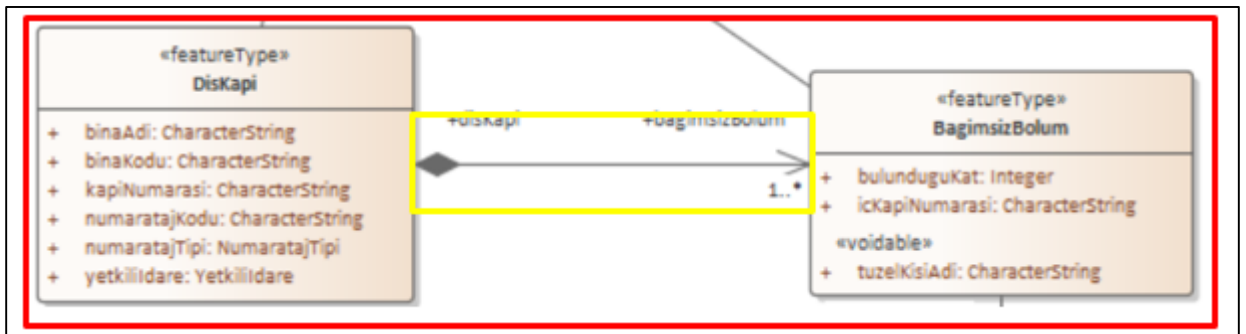 «featureType»
DisKapi
+ binaAdi: CharacterString
+ binaKodu: CharacterString
+ kapiNumarasi: CharacterString
+ numaratajKodu: CharacterString
+ numaratajTipi: NumaratajTipi
+ yetkiliIdare: YetkiliIdare
+disKapi
+bagimsizBolum
1..*
«featureType»
BagimsizBolum
+ bulunduguKat: Integer
+ icKapiNumarasi: CharacterString
«voidable»
+ tuzelKisiAdi: CharacterString